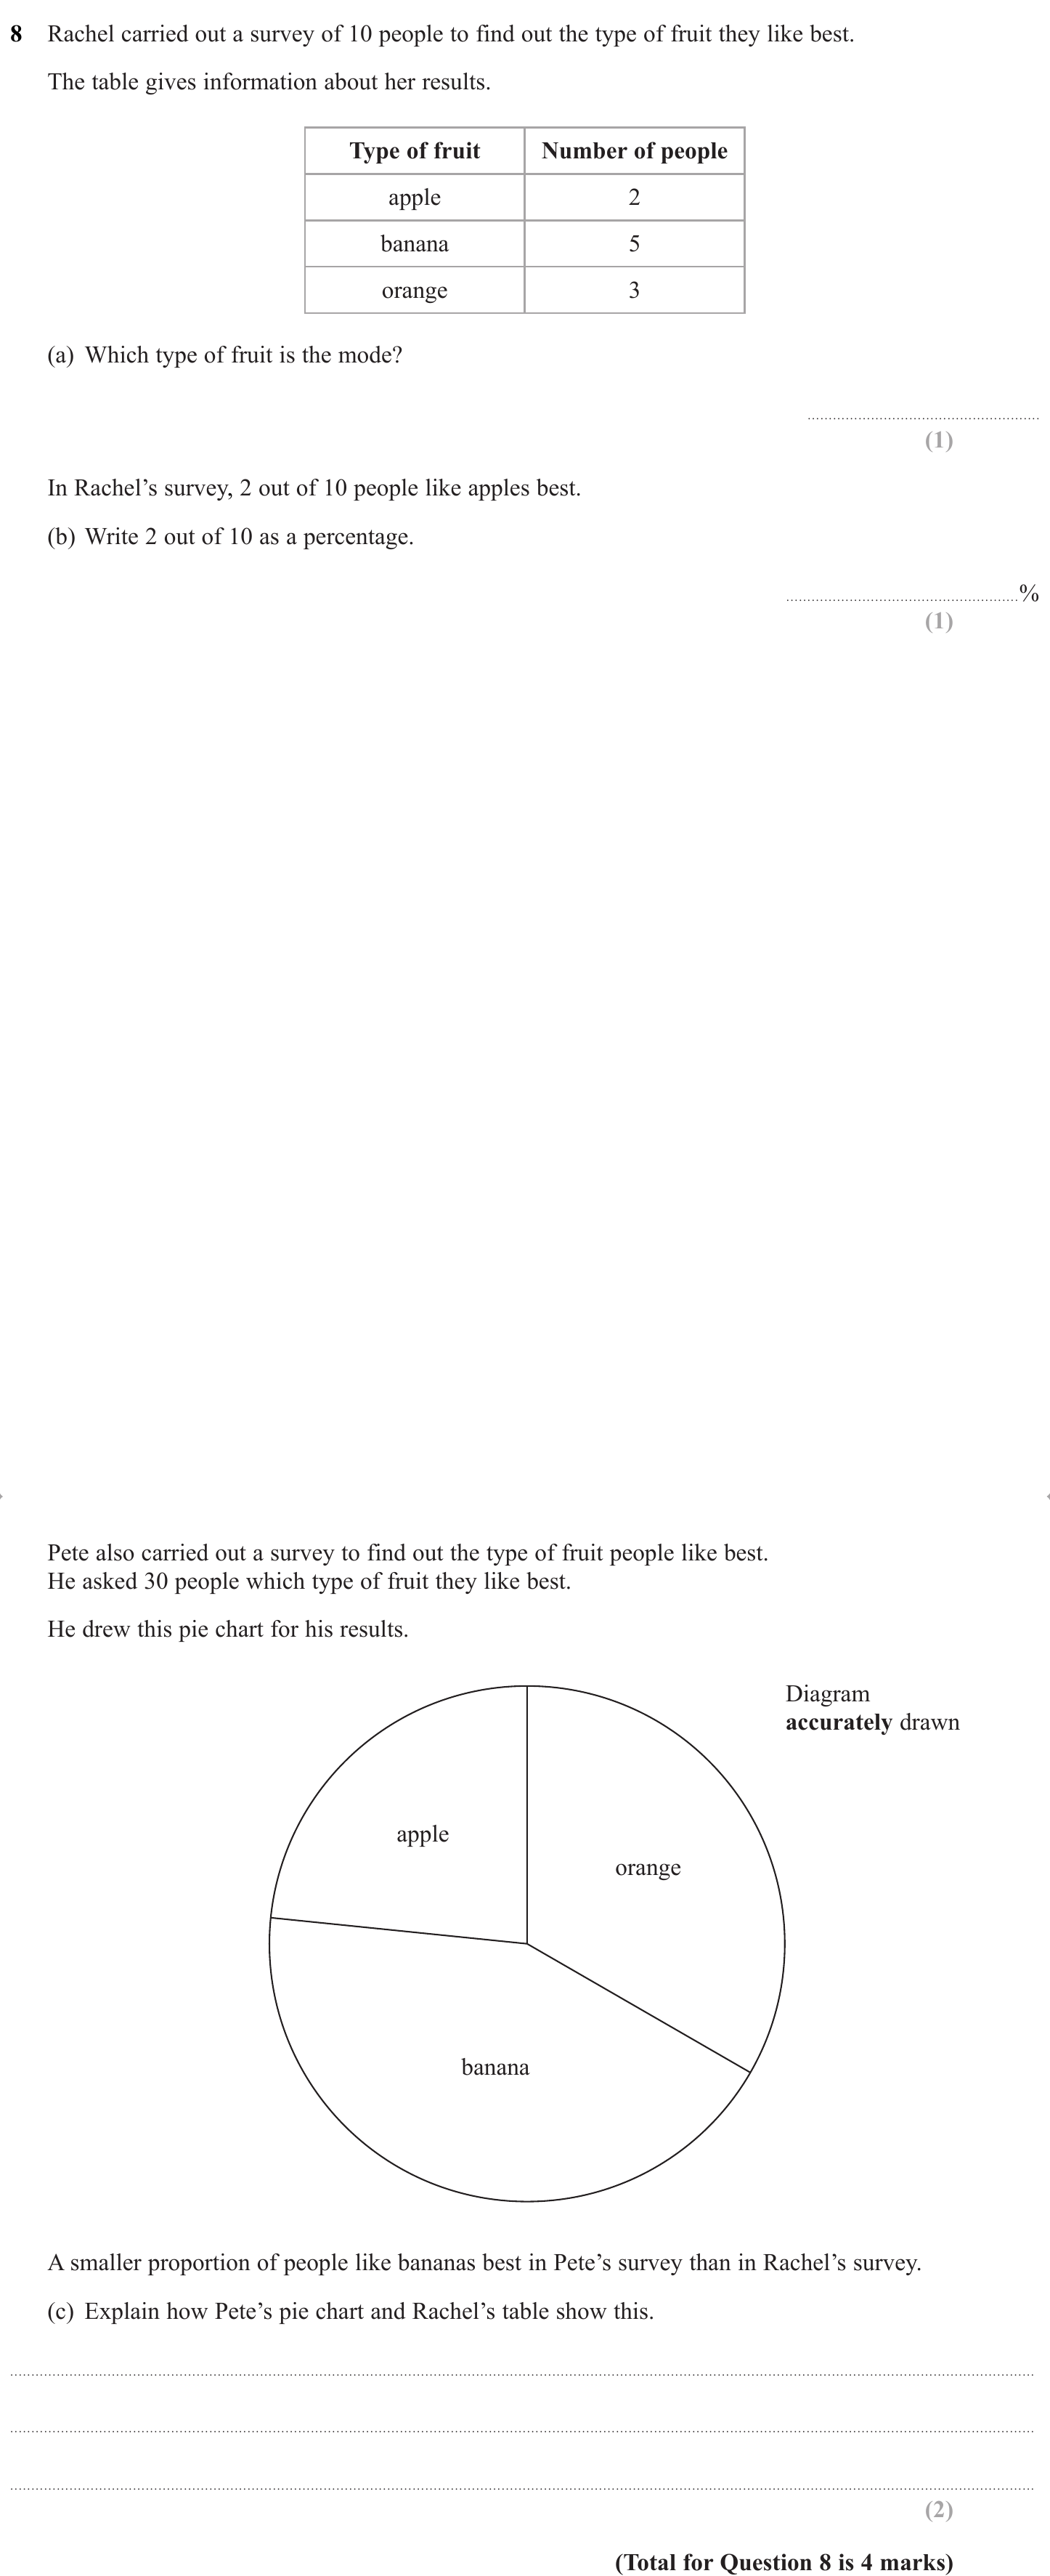 8 Rachel carried out a survey of 10 people to find out the type of fruit they like best.
The table gives information about her results.
Type of fruit Number of people
apple 2
banana 5
orange 3
(a) Which type of fruit is the mode?
(1)
In Rachel’s survey, 2 out of 10 people like apples best.
(b) Write 2 out of 10 as a percentage.
%
(1)
Pete also carried out a survey to find out the type of fruit people like best.
He asked 30 people which type of fruit they like best.
He drew this pie chart for his results.
Diagram
accurately drawn
apple
orange
banana
A smaller proportion of people like bananas best in Pete’s survey than in Rachel’s survey.
(c) Explain how Pete’s pie chart and Rachel’s table show this.
(2)
(Total for Question 8 is 4 marks)